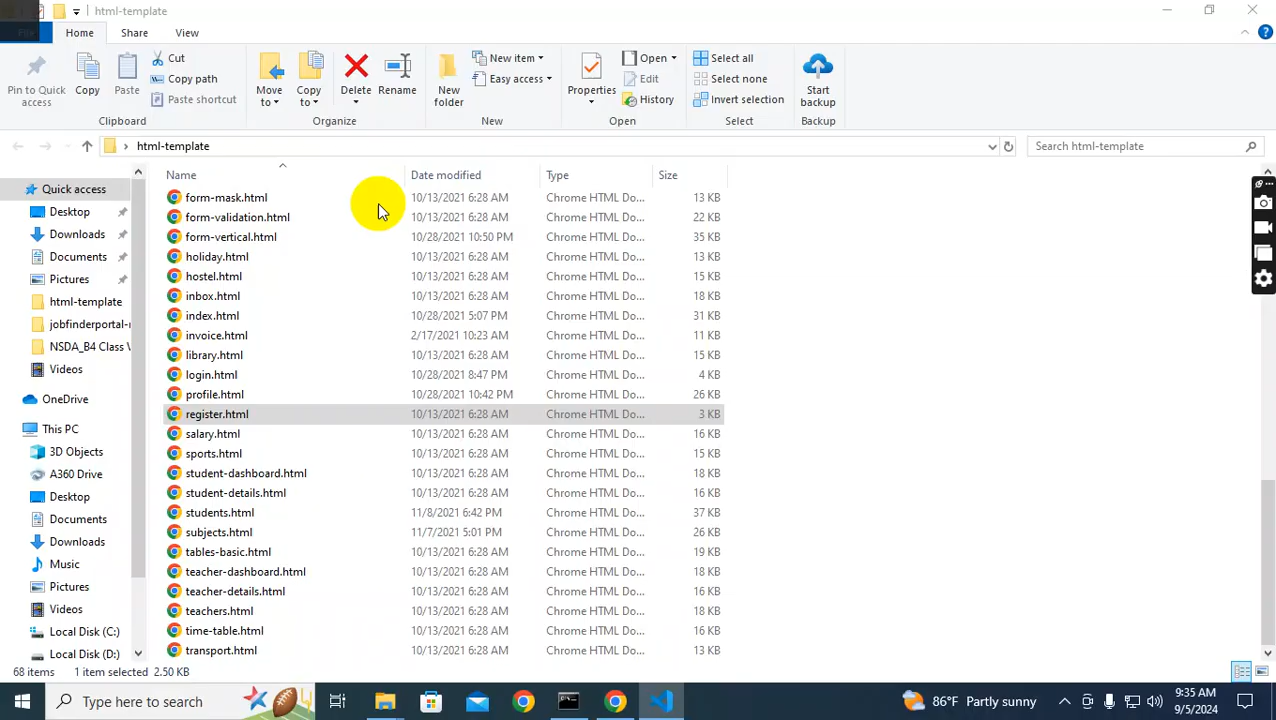 html-template
Home Share View
Pin to Quick access
Copy
Paste
Cut
Copy path
Paste shortcut
Clipboard
Move to
Copy to
Delete
Rename
Organize
New folder
New item
Easy access
New
Properties
Open
Edit
History
Open
Select all
Select none
Invert selection
Select
Start backup
Backup
html-template
Search html-template
Name Date modified Type Size
Quick access
Desktop
Downloads
Documents
Pictures
html-template
jobfinderportal-
NSDA_B4 Class
Videos
OneDrive
This PC
3D Objects
A360 Drive
Desktop
Documents
Downloads
Music
Pictures
Videos
Local Disk (C:)
Local Disk (D:)
form-mask.html 10/13/2021 6:28 AM Chrome HTML Do... 13 KB
form-validation.html 10/13/2021 6:28 AM Chrome HTML Do... 22 KB
form-vertical.html 10/28/2021 10:50 PM Chrome HTML Do... 35 KB
holiday.html 10/13/2021 6:28 AM Chrome HTML Do... 13 KB
hostel.html 10/13/2021 6:28 AM Chrome HTML Do... 15 KB
inbox.html 10/13/2021 6:28 AM Chrome HTML Do... 18 KB
index.html 10/28/2021 5:07 PM Chrome HTML Do... 31 KB
invoice.html 2/17/2021 10:23 AM Chrome HTML Do... 11 KB
library.html 10/13/2021 6:28 AM Chrome HTML Do... 15 KB
login.html 10/28/2021 8:47 PM Chrome HTML Do... 4 KB
profile.html 10/28/2021 10:42 PM Chrome HTML Do... 26 KB
register.html 10/13/2021 6:28 AM Chrome HTML Do... 3 KB
salary.html 10/13/2021 6:28 AM Chrome HTML Do... 16 KB
sports.html 10/13/2021 6:28 AM Chrome HTML Do... 15 KB
student-dashboard.html 10/13/2021 6:28 AM Chrome HTML Do... 18 KB
student-details.html 10/13/2021 6:28 AM Chrome HTML Do... 16 KB
students.html 11/8/2021 6:42 PM Chrome HTML Do... 37 KB
subjects.html 11/7/2021 5:01 PM Chrome HTML Do... 26 KB
tables-basic.html 10/13/2021 6:28 AM Chrome HTML Do... 19 KB
teacher-dashboard.html 10/13/2021 6:28 AM Chrome HTML Do... 18 KB
teacher-details.html 10/13/2021 6:28 AM Chrome HTML Do... 16 KB
teachers.html 10/13/2021 6:28 AM Chrome HTML Do... 18 KB
time-table.html 10/13/2021 6:28 AM Chrome HTML Do... 16 KB
transport.html 10/13/2021 6:28 AM Chrome HTML Do... 13 KB
68 items 1 item selected 2.50 KB
Type here to search
86°F Partly sunny
9:35 AM
9/5/2024